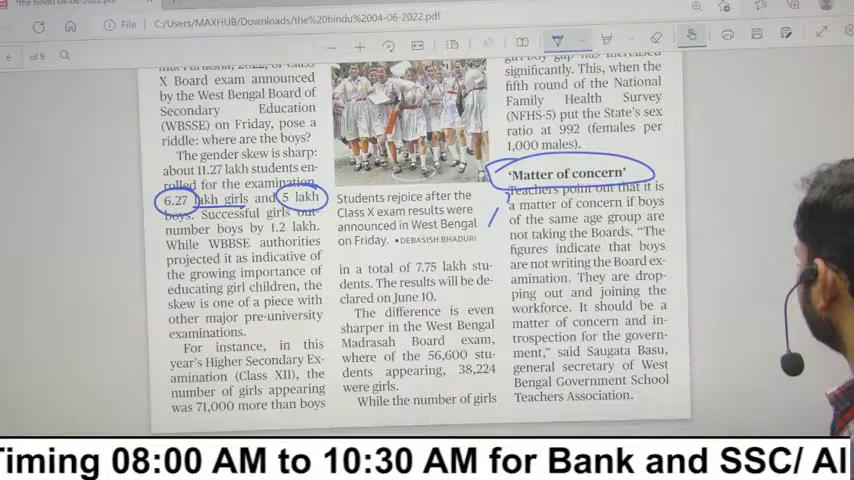 the hindu 04-06-2022.pdf
File
C:/Users/MAXHUB/Downloads/the%20hindu%2004-06-2022.pdf
6
of 8
X Board exam announced
by the West Bengal Board of
Secondary Education
(WBSSE) on Friday, pose a
riddle: where are the boys?
The gender skew is sharp:
about 11.27 lakh students en-
rolled for the examination
6.27 lakh girls and 5 lakh
boys. Successful girls out-
number boys by 1.2 lakh.
While WBSSE authorities
projected it as indicative of
the growing importance of
educating girl children, the
skew is one of a piece with
other major pre-university
examinations.
For instance, in this
year's Higher Secondary Ex-
amination (Class XII), the
number of girls appearing
was 71,000 more than boys
Students rejoice after the
Class X exam results were
announced in West Bengal
on Friday. • DEBASISH BHADURI
in a total of 7.75 lakh stu-
dents. The results will be de-
clared on June 10.
The difference is even
sharper in the West Bengal
Madrasah Board exam,
where of the 56,600 stu-
dents appearing, 38,224
were girls.
While the number of girls
girl-boy gap has increased
significantly. This, when the
fifth round of the National
Family Health Survey
(NFHS-5) put the State's sex
ratio at 992 (females per
1,000 males).
'Matter of concern'
Teachers point out that it is
a matter of concern if boys
of the same age group are
not taking the Boards. "The
figures indicate that boys
are not writing the Board ex-
amination. They are drop-
ping out and joining the
workforce. It should be a
matter of concern and in-
trospection for the govern-
ment," said Saugata Basu,
general secretary of West
Bengal Government School
Teachers Association.
Timing 08:00 AM to 10:30 AM for Bank and SSC/ Al